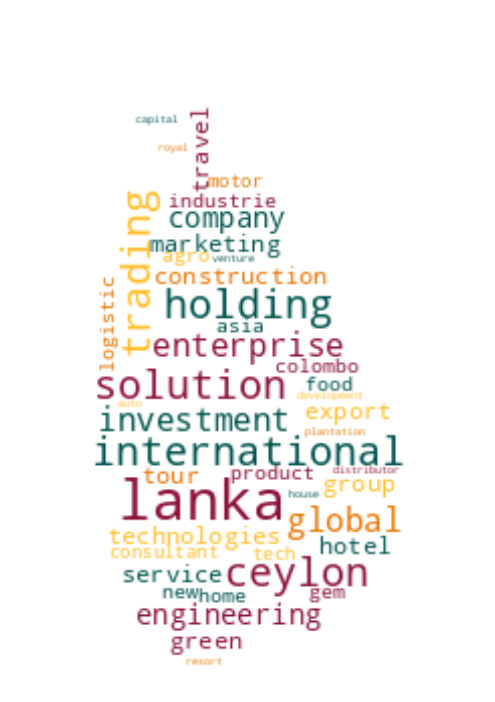 capital
travel
royal
motor
industrie
trading
company
marketing
agro
venture
construction
logistic
holding
asia
enterprise
colombo
solution
food
development
auto
investment
export
plantation
international
tour
product
distributor
lanka
house
group
global
technologies
hotel
consultant
tech
service
ceylon
new
home
gem
engineering
green
resort